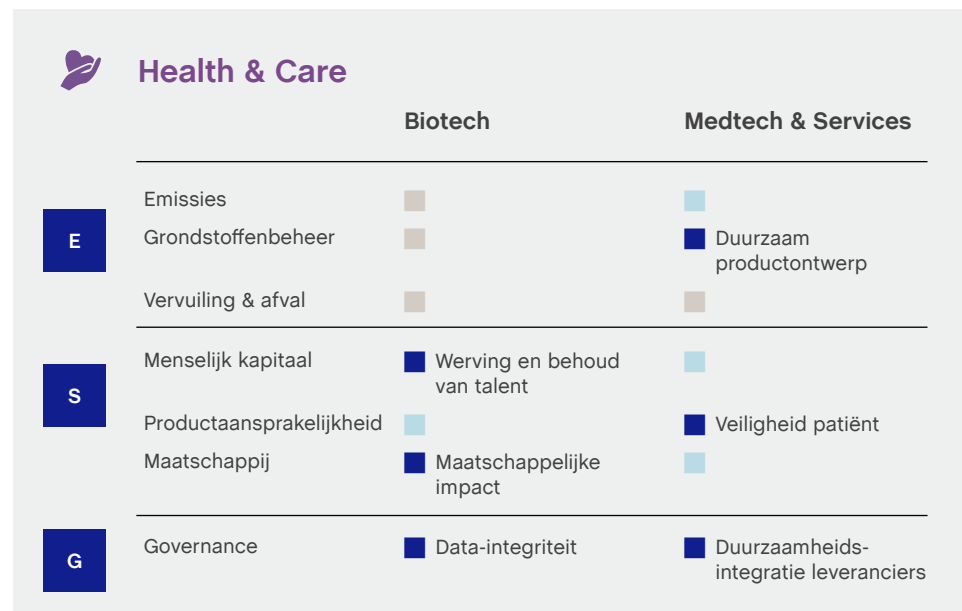 Health & Care
Biotech
Medtech & Services
E
Emissies
Grondstoffenbeheer
Duurzaam
productontwerp
Vervuiling & afval
S
Menselijk kapitaal
Werving en behoud
van talent
Productaansprakelijkheid
Veiligheid patiënt
Maatschappij
Maatschappelijke
impact
G
Governance
Data-integriteit
Duurzaamheids-
integratie leveranciers